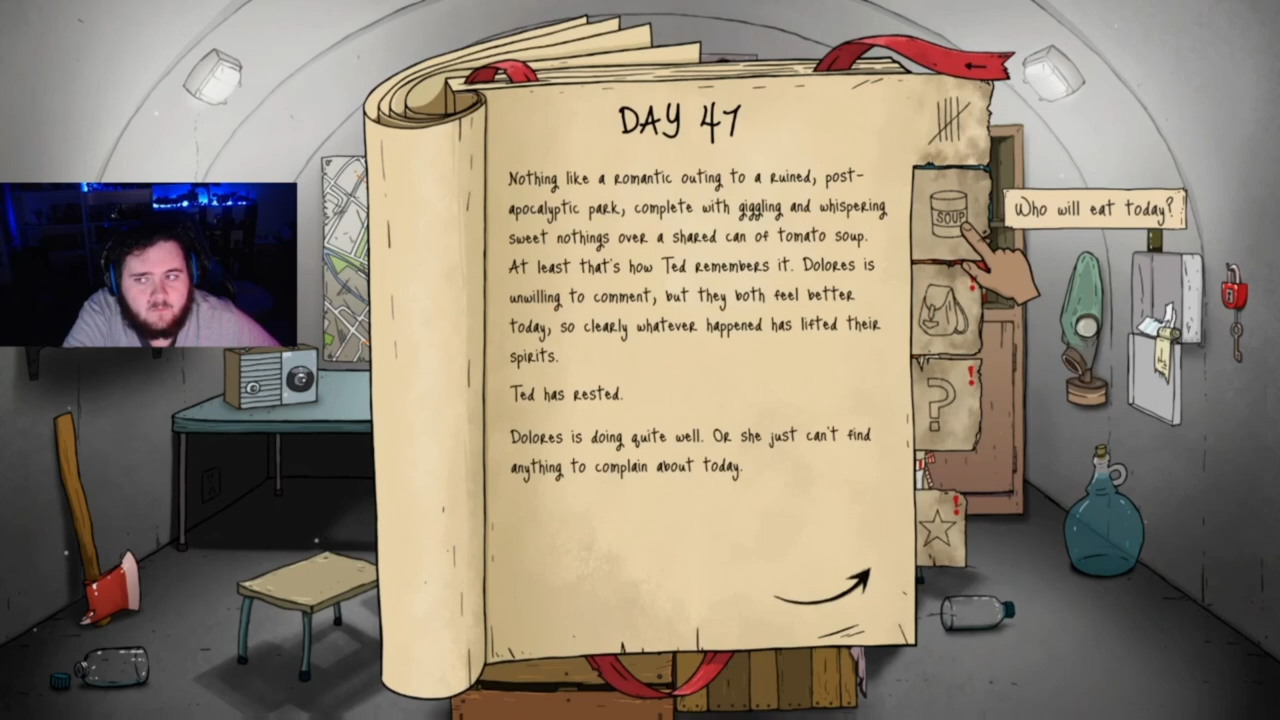 DAY 47
Nothing like a romantic outing to a ruined, post-
apocalyptic park, complete with giggling and whispering
sweet nothings over a shared can of tomato soup.
At least that's how Ted remembers it. Dolores is
unwilling to comment, but they both feel better
today, so clearly whatever happened has lifted their
spirits.
Ted has rested.
Dolores is doing quite well. Or she just can't find
anything to complain about today.
SOUP
Who will eat today?
!
?
!
!